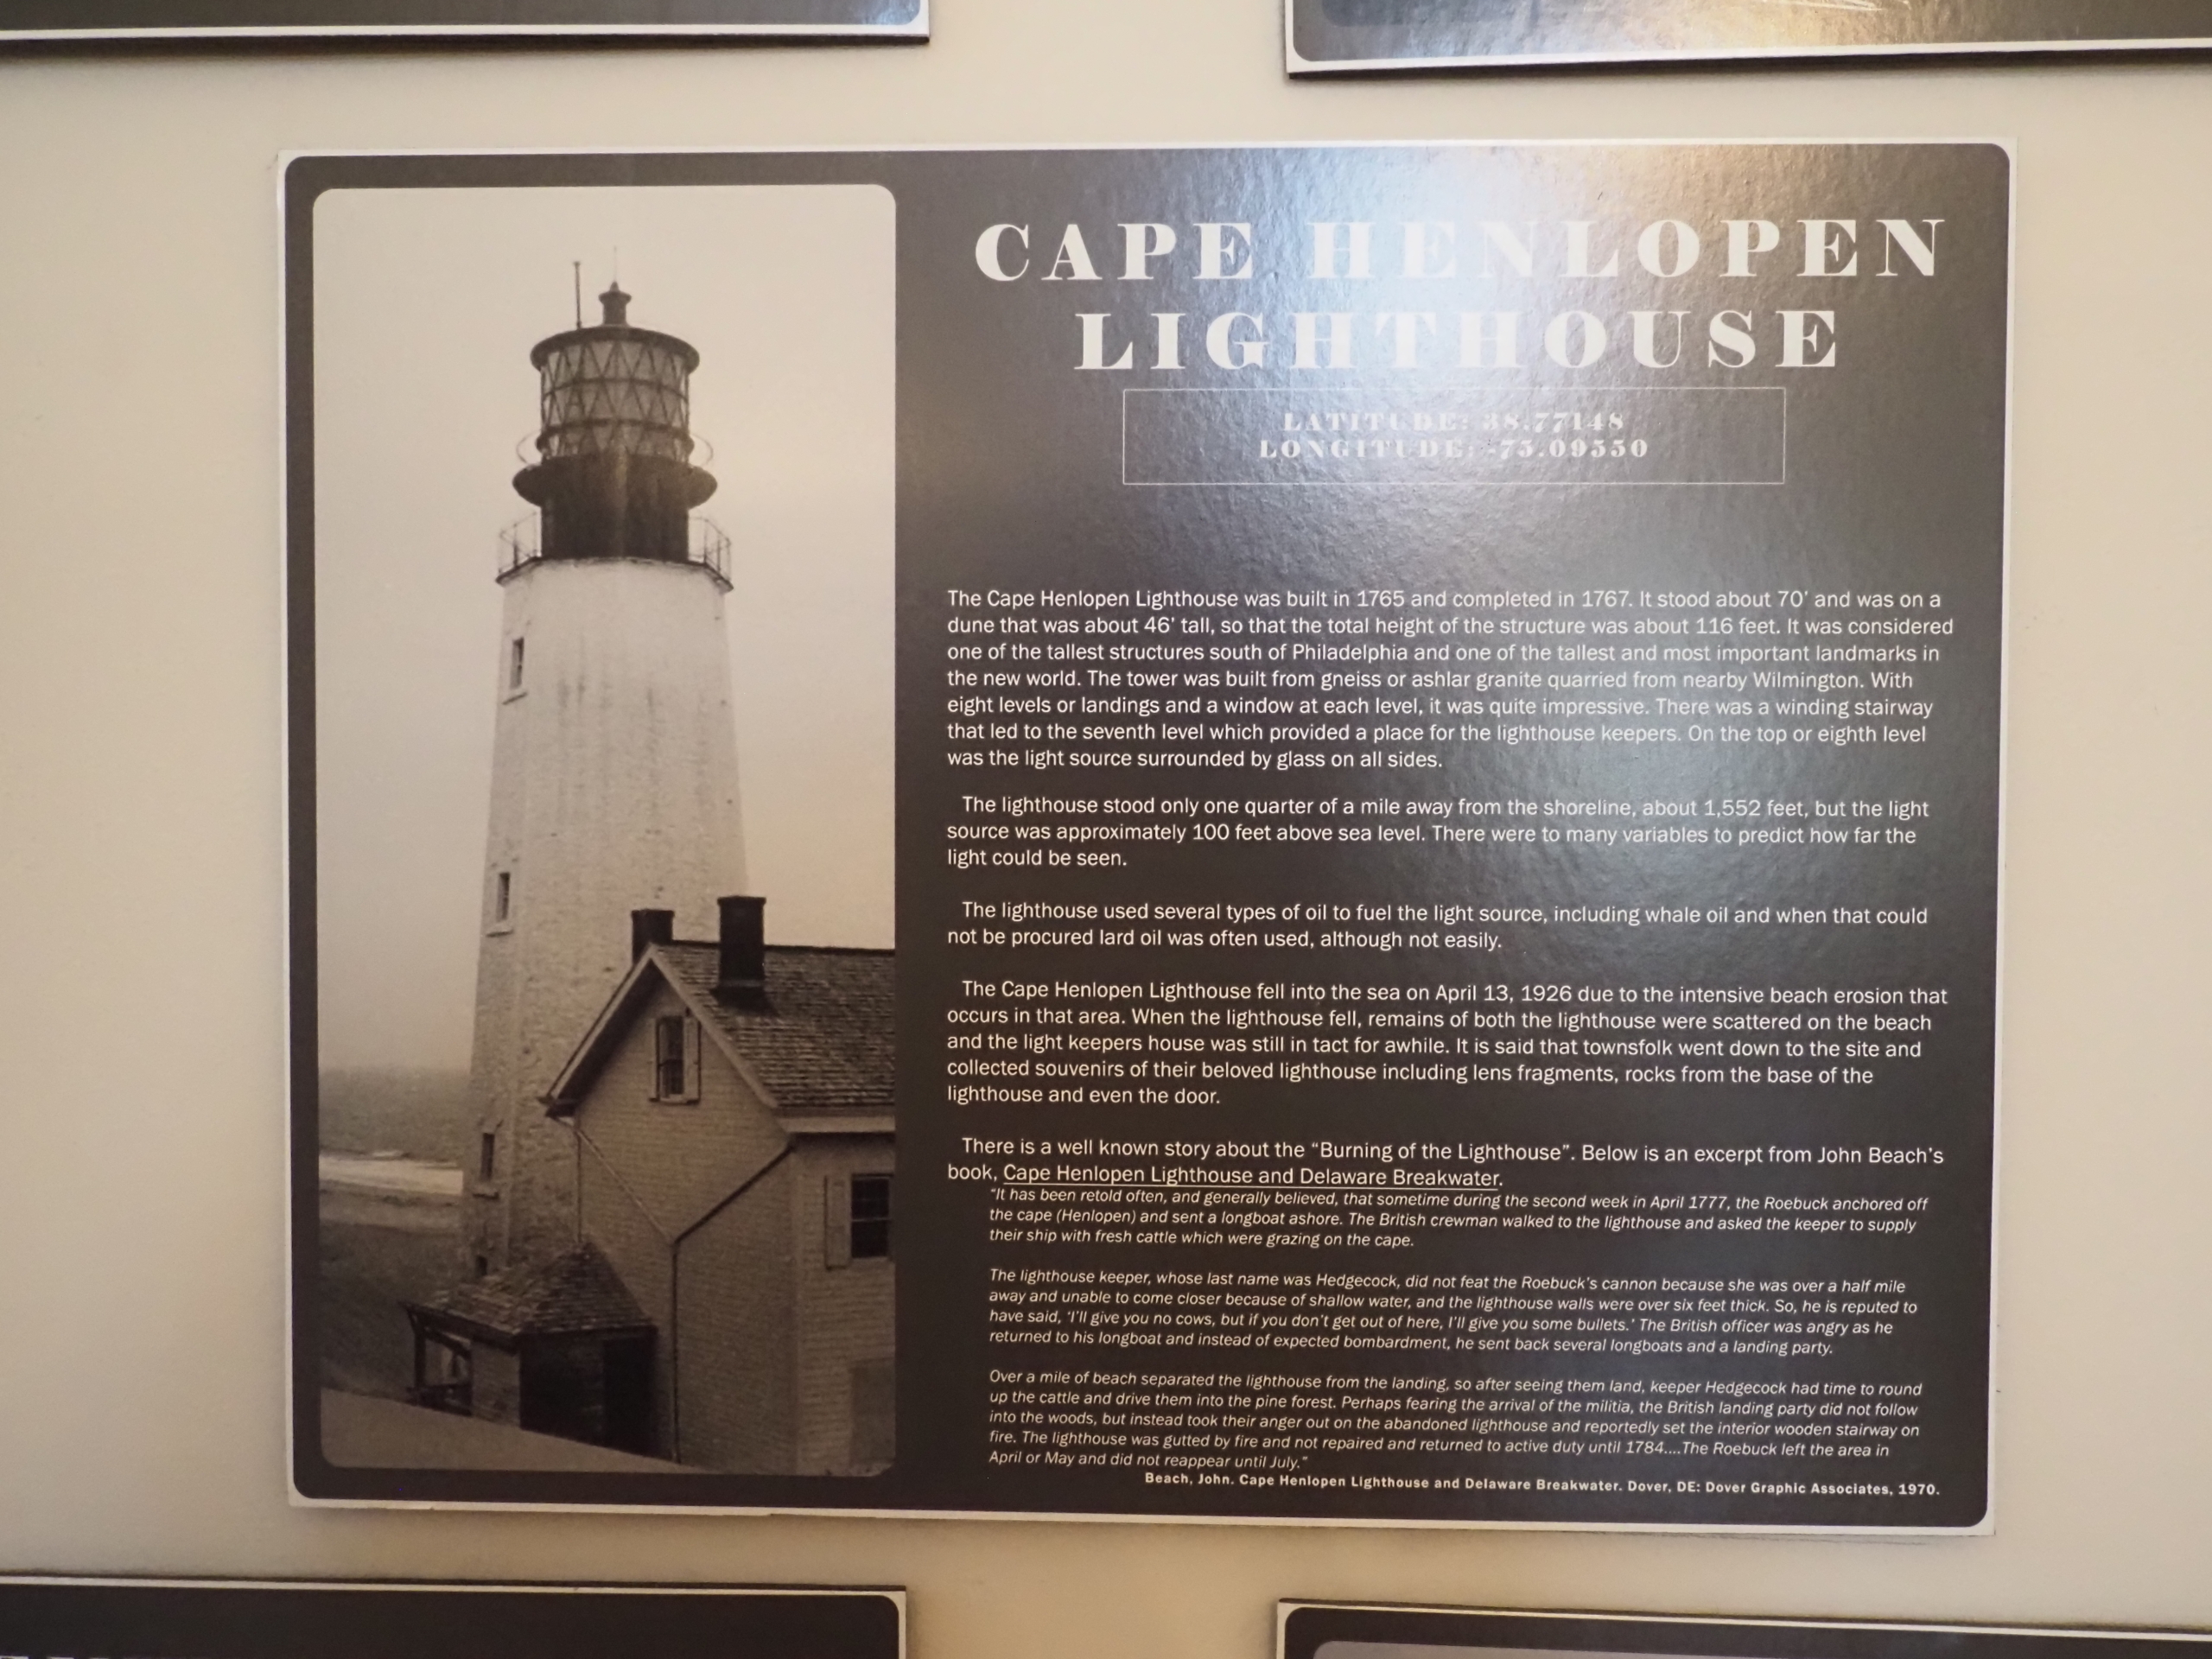 CAPE HENLOPEN
LIGHTHOUSE
LATITUDE: 38.77148
LONGITUDE: -75.09550
The Cape Henlopen Lighthouse was built in 1765 and completed in 1767. It stood about 70' and was on a
dune that was about 46' tall, so that the total height of the structure was about 116 feet. It was considered
one of the tallest structures south of Philadelphia and one of the tallest and most important landmarks in
the new world. The tower was built from gneiss or ashlar granite quarried from nearby Wilmington. With
eight levels or landings and a window at each level, it was quite impressive. There was a winding stairway
that led to the seventh level which provided a place for the lighthouse keepers. On the top or eighth level
was the light source surrounded by glass on all sides.
The lighthouse stood only one quarter of a mile away from the shoreline, about 1,552 feet, but the light
source was approximately 100 feet above sea level. There were to many variables to predict how far the
light could be seen.
The lighthouse used several types of oil to fuel the light source, including whale oil and when that could
not be procured lard oil was often used, although not easily.
The Cape Henlopen Lighthouse fell into the sea on April 13, 1926 due to the intensive beach erosion that
occurs in that area. When the lighthouse fell, remains of both the lighthouse were scattered on the beach
and the light keepers house was still in tact for awhile. It is said that townsfolk went down to the site and
collected souvenirs of their beloved lighthouse including lens fragments, rocks from the base of the
lighthouse and even the door.
There is a well known story about the “Burning of the Lighthouse”. Below is an excerpt from John Beach's
book, Cape Henlopen Lighthouse and Delaware Breakwater.
“It has been retold often, and generally believed, that sometime during the second week in April 1777, the Roebuck anchored off
the cape (Henlopen) and sent a longboat ashore. The British crewman walked to the lighthouse and asked the keeper to supply
their ship with fresh cattle which were grazing on the cape.
The lighthouse keeper, whose last name was Hedgecock, did not feat the Roebuck's cannon because she was over a half mile
away and unable to come closer because of shallow water, and the lighthouse walls were over six feet thick. So, he is reputed to
have said, 'I'll give you no cows, but if you don't get out of here, I'll give you some bullets.' The British officer was angry as he
returned to his longboat and instead of expected bombardment, he sent back several longboats and a landing party.
Over a mile of beach separated the lighthouse from the landing, so after seeing them land, keeper Hedgecock had time to round
up the cattle and drive them into the pine forest. Perhaps fearing the arrival of the militia, the British landing party did not follow
into the woods, but instead took their anger out on the abandoned lighthouse and reportedly set the interior wooden stairway on
fire. The lighthouse was gutted by fire and not repaired and returned to active duty until 1784....The Roebuck left the area in
April or May and did not reappear until July.”
Beach, John. Cape Henlopen Lighthouse and Delaware Breakwater. Dover, DE: Dover Graphic Associates, 1970.